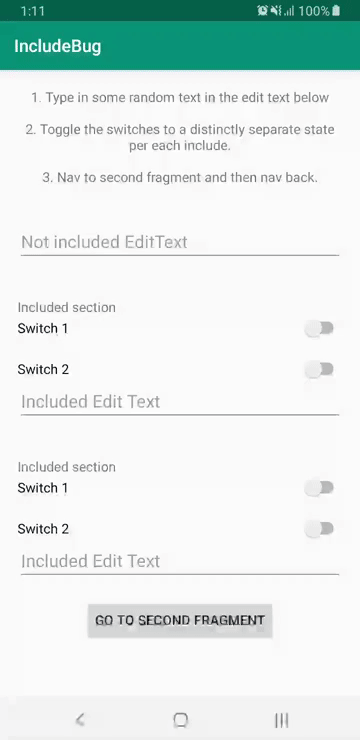 1:11
100%
IncludeBug
1. Type in some random text in the edit text below
2. Toggle the switches to a distinctly separate state
per each include.
3. Nav to second fragment and then nav back.
Not included EditText
Included section
Switch 1
Switch 2
Included Edit Text
Included section
Switch 1
Switch 2
Included Edit Text
GO TO SECOND FRAGMENT